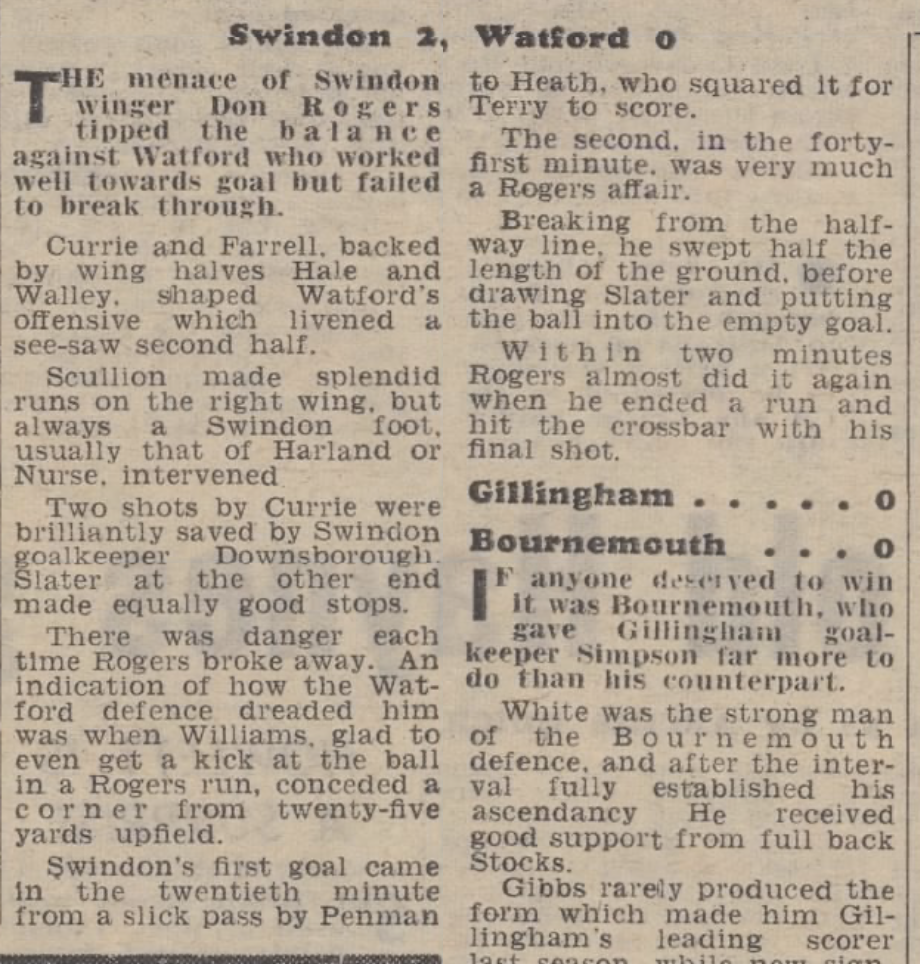 Swindon 2, Watford 0
THE menace of Swindon
winger Don Rogers
tipped the balance
against Watford who worked
well towards goal but failed
to break through.
Currie and Farrell, backed
by wing halves Hale and
Walley, shaped Watford's
offensive which livened a
see-saw second half.
Scullion made splendid
runs on the right wing, but
always a Swindon foot,
usually that of Harland or
Nurse, intervened
Two shots by Currie were
brilliantly saved by Swindon
goalkeeper Downsborough.
Slater at the other end
made equally good stops.
There was danger each
time Rogers broke away. An
indication of how the Wat-
ford defence dreaded him
was when Williams, glad to
even get a kick at the ball
in a Rogers run, conceded a
corner from twenty-five
yards upfield.
Swindon's first goal came
in the twentieth minute
from a slick pass by Penman
to Heath, who squared it for
Terry to score.
The second, in the forty-
first minute, was very much
a Rogers affair.
Breaking from the half-
way line, he swept half the
length of the ground, before
drawing Slater and putting
the ball into the empty goal.
Within two minutes
Rogers almost did it again
when he ended a run and
hit the crossbar with his
final shot.
Gillingham . . . . . 0
Bournemouth . . . 0
IF anyone deserved to win
it was Bournemouth, who
gave Gillingham goal-
keeper Simpson far more to
do than his counterpart.
White was the strong man
of the Bournemouth
defence, and after the inter-
val fully established his
ascendancy He received
good support from full back
Stocks.
Gibbs rarely produced the
form which made him Gil-
lingham's leading scorer
last season, while new sign-